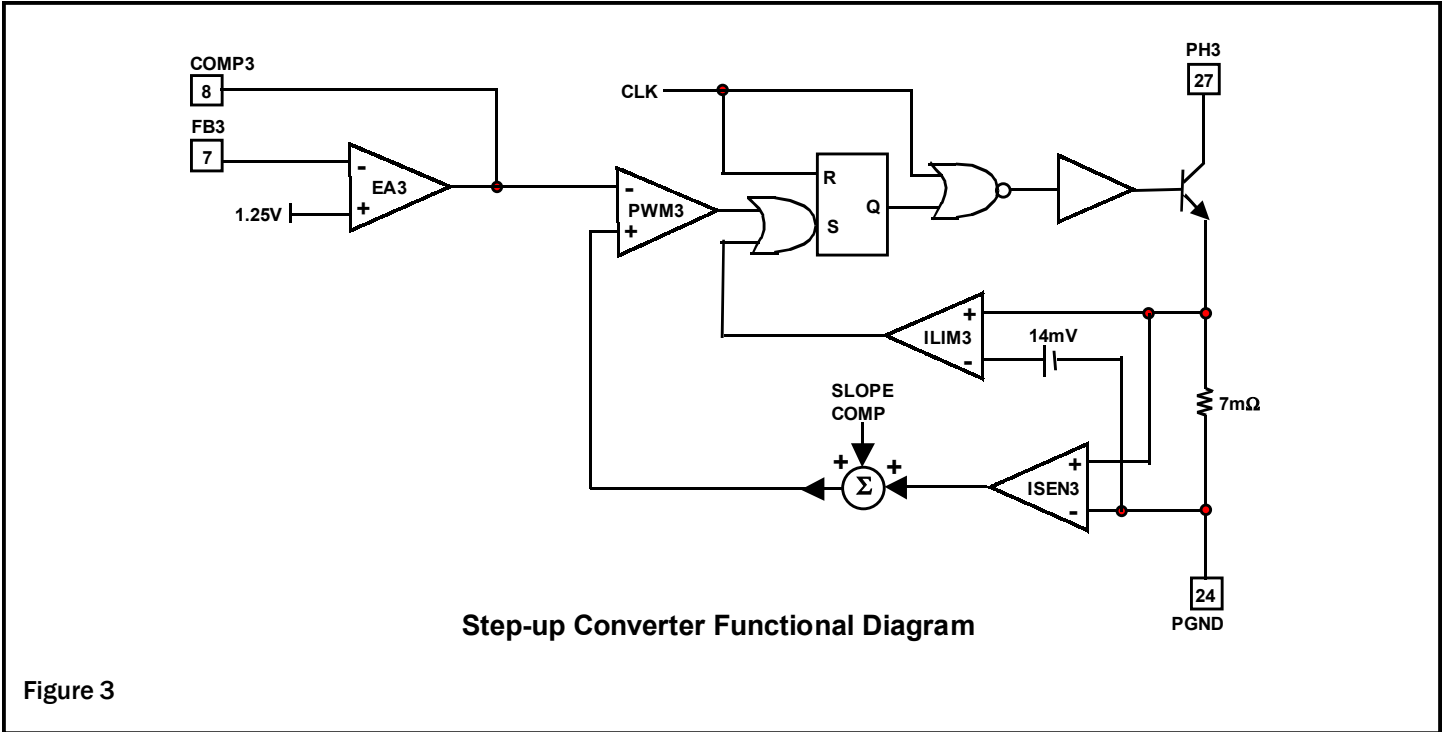 COMP3
8
FB3
7
-
EA3
+
1.25V
CLK
PH3
27
-
PWM3
+
R
S
Q
+
ILIM3
-
14mV
7mΩ
SLOPE
COMP
+
+
Σ
+
ISEN3
-
24
PGND
Step-up Converter Functional Diagram
Figure 3